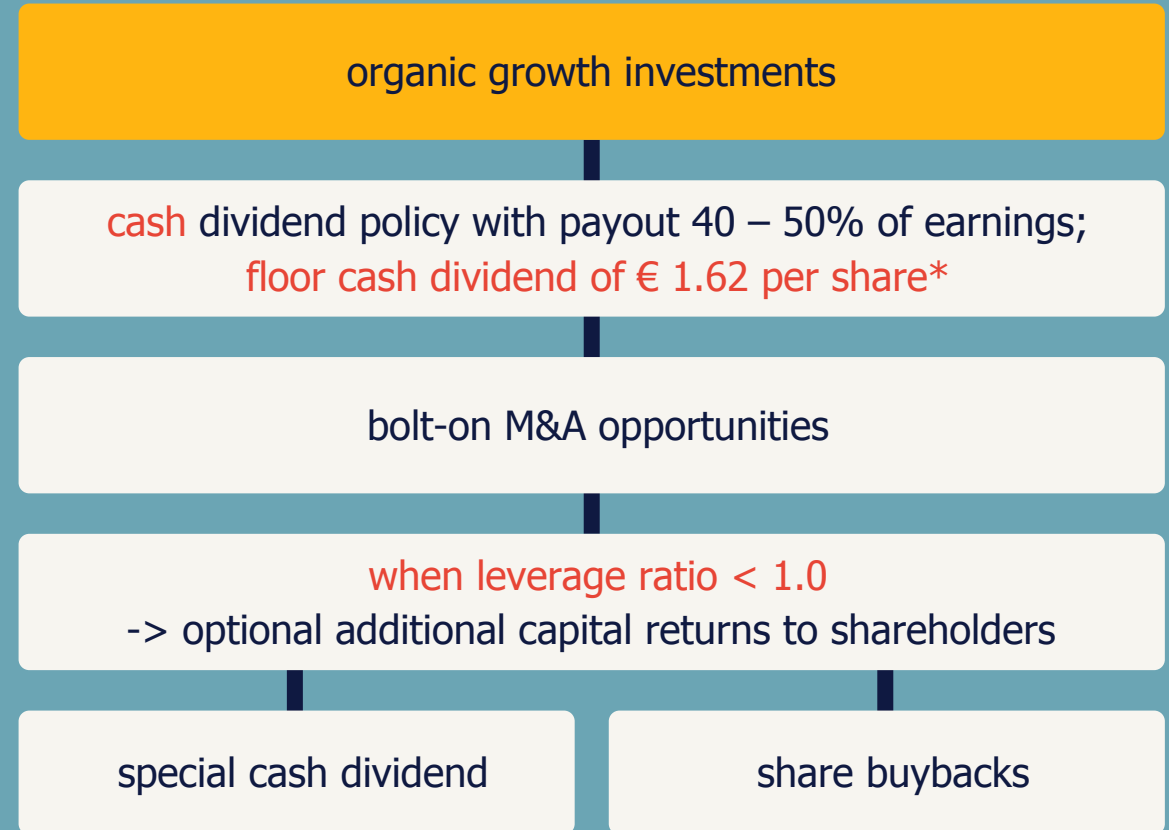 organic growth investments
cash dividend policy with payout 40 – 50% of earnings;
floor cash dividend of € 1.62 per share*
bolt-on M&A opportunities
when leverage ratio < 1.0
-> optional additional capital returns to shareholders
special cash dividend
share buybacks